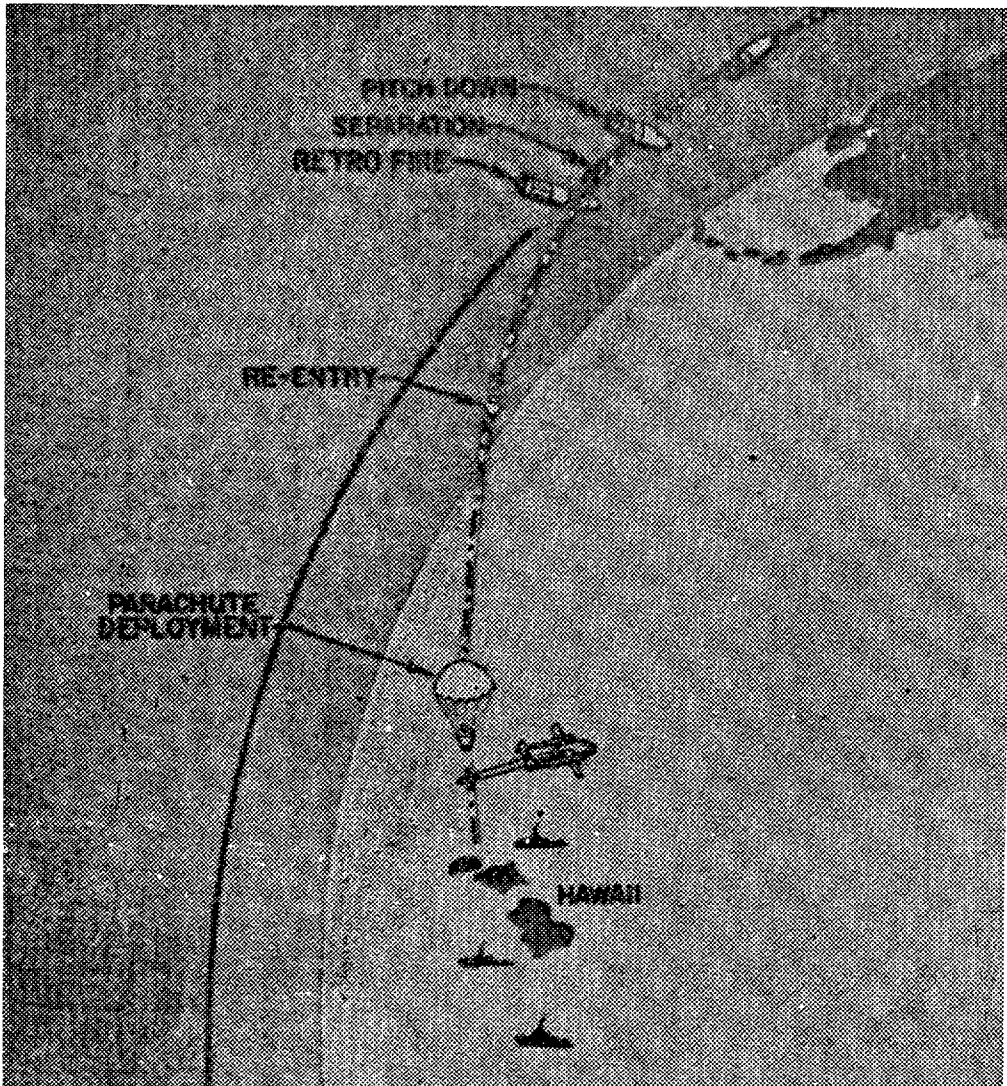 PITCH DOWN
SEPARATION
RETRO FIRE
RE-ENTRY
PARACHUTE
DEPLOYMENT
HAWAII